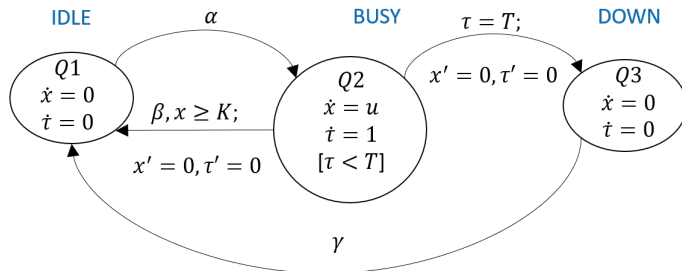 IDLE
BUSY
DOWN
α
τ = T;
x′ = 0, τ′ = 0
Q1
ẋ = 0
ṫ = 0
β, x ≥ K;
x′ = 0, τ′ = 0
Q2
ẋ = u
ṫ = 1
[τ < T]
Q3
ẋ = 0
ṫ = 0
γ